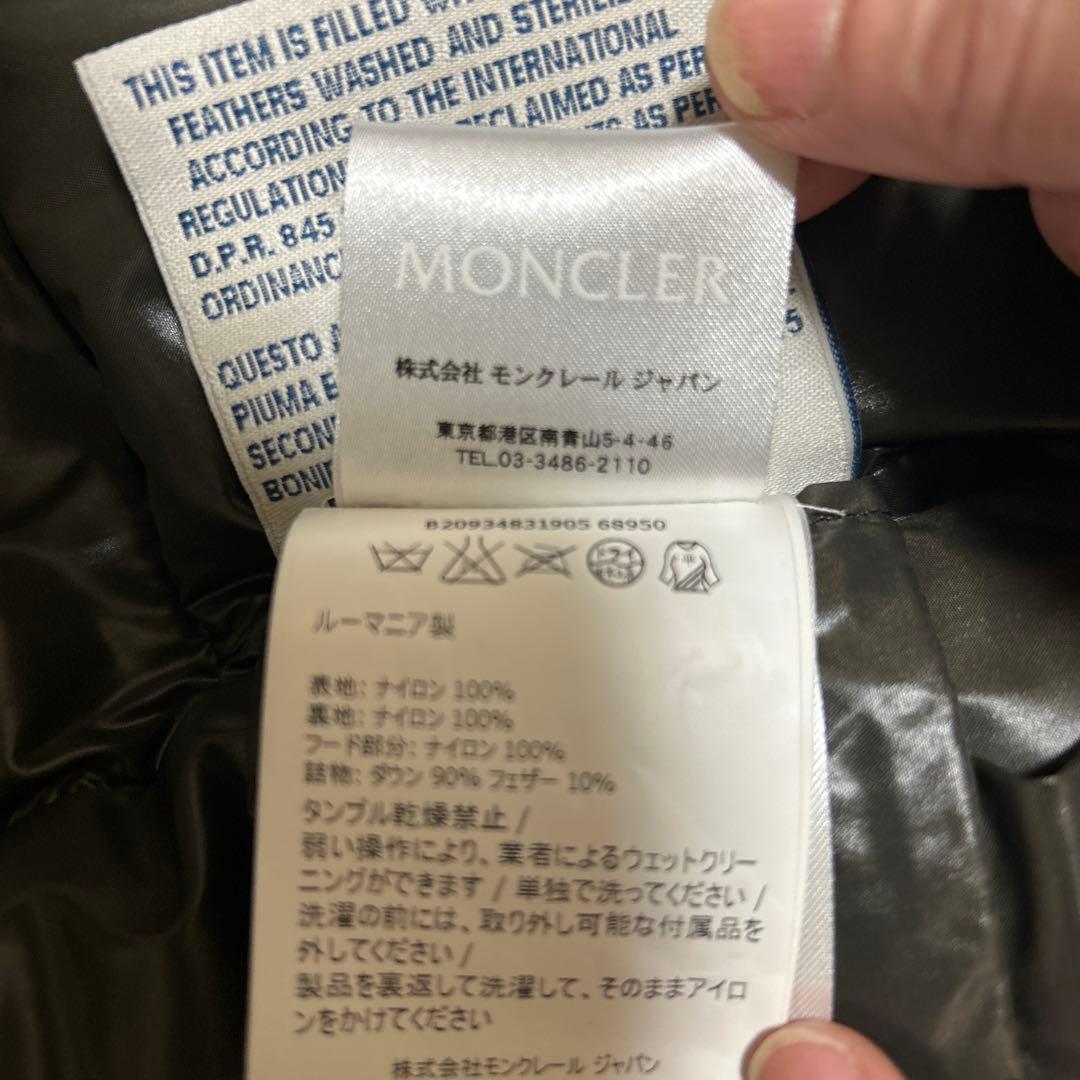 THIS ITEM IS FILLED
FEATHERS WASHED AND
ACCORDING TO THE INTERNATIONAL
AS PER
D.P.R. 845
QUESTO
MONCLER
株式会社 モンクレール ジャパン
東京都港区南青山5-4-46
TEL.03-3486-2110
B20934831905 68950
ルーマニア製
表地: ナイロン 100%
裏地: ナイロン 100%
フード部分: ナイロン 100%
詰物: ダウン 90% フェザー 10%
タンブル乾燥禁止 /
弱い操作により、業者によるウェットクリー
ニングができます / 単独で洗ってください /
洗濯の前には、取り外し可能な付属品を
外してください /
製品を裏返して洗濯して、そのままアイロ
ンをかけてください
株式会社モンクレール ジャパン